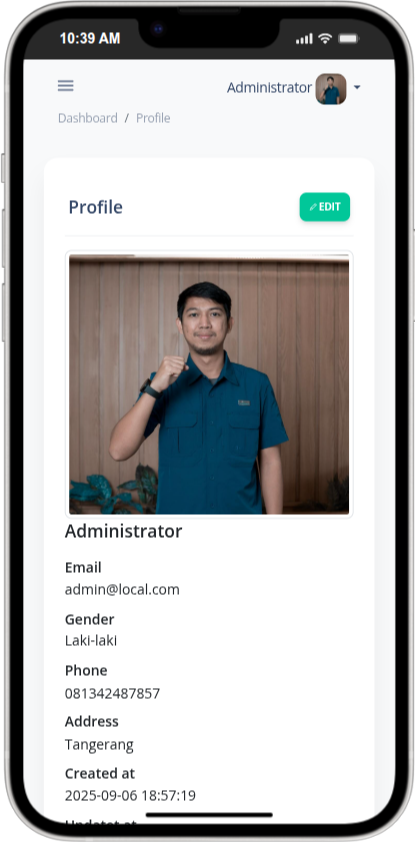 10:39 AM
Administrator
Dashboard / Profile
Profile
EDIT
Administrator
Email
admin@local.com
Gender
Laki-laki
Phone
081342487857
Address
Tangerang
Created at
2025-09-06 18:57:19